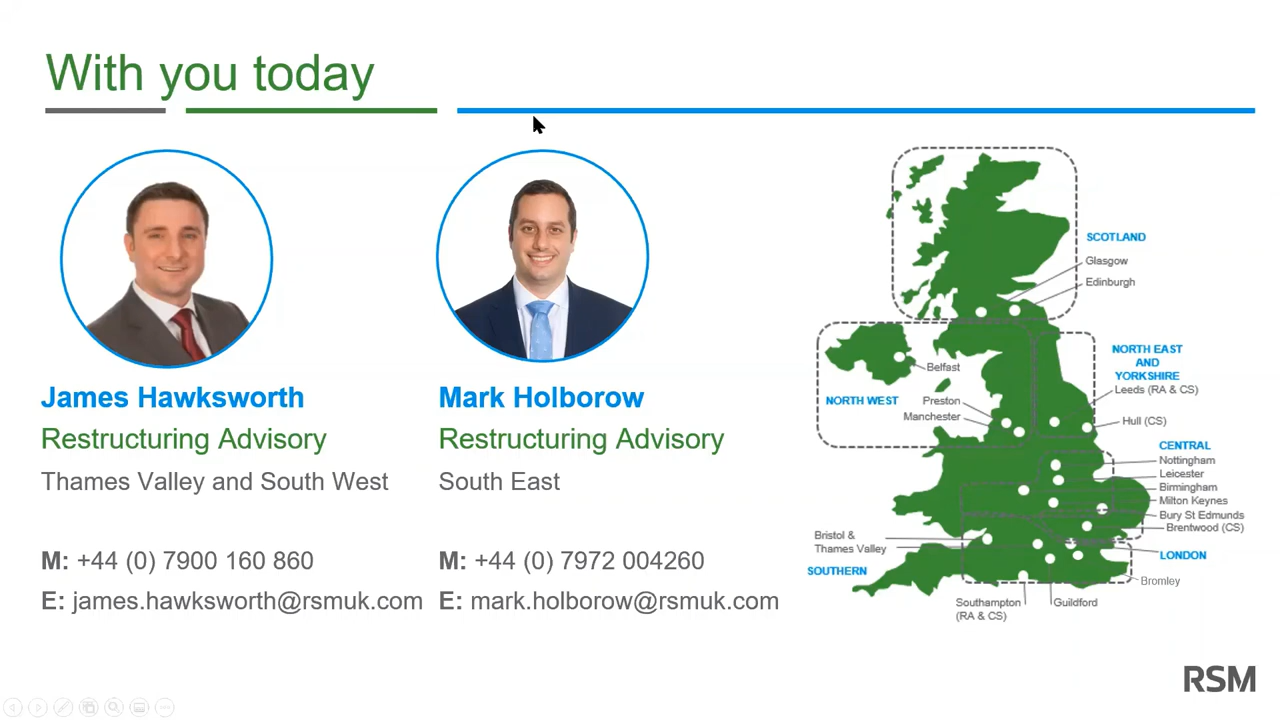 With you today
James Hawksworth
Restructuring Advisory
Thames Valley and South West
M: +44 (0) 7900 160 860
E: james.hawksworth@rsmuk.com
Mark Holborow
Restructuring Advisory
South East
M: +44 (0) 7972 004260
E: mark.holborow@rsmuk.com
SCOTLAND
Glasgow
Edinburgh
NORTH EAST
AND
YORKSHIRE
Leeds (RA & CS)
Hull (CS)
Belfast
NORTH WEST
Preston
Manchester
CENTRAL
Nottingham
Leicester
Birmingham
Milton Keynes
Bury St Edmunds
Brentwood (CS)
Bristol &
Thames Valley
SOUTHERN
LONDON
Bromley
Southampton
(RA & CS)
Guildford
RSM